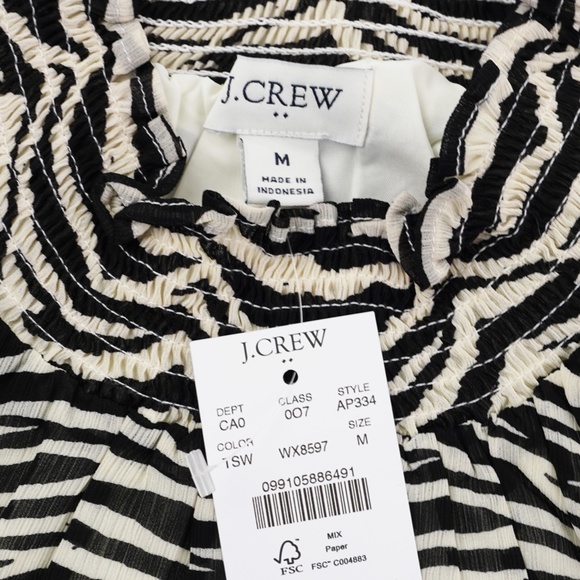 J.CREW
M
MADE IN
INDONESIA
J.CREW
DEPT CLASS STYLE
CA0 007 AP334
COLOR SIZE
TSW WX8597 M
099105886491
MIX
Paper
FSC
FSC™ C004883